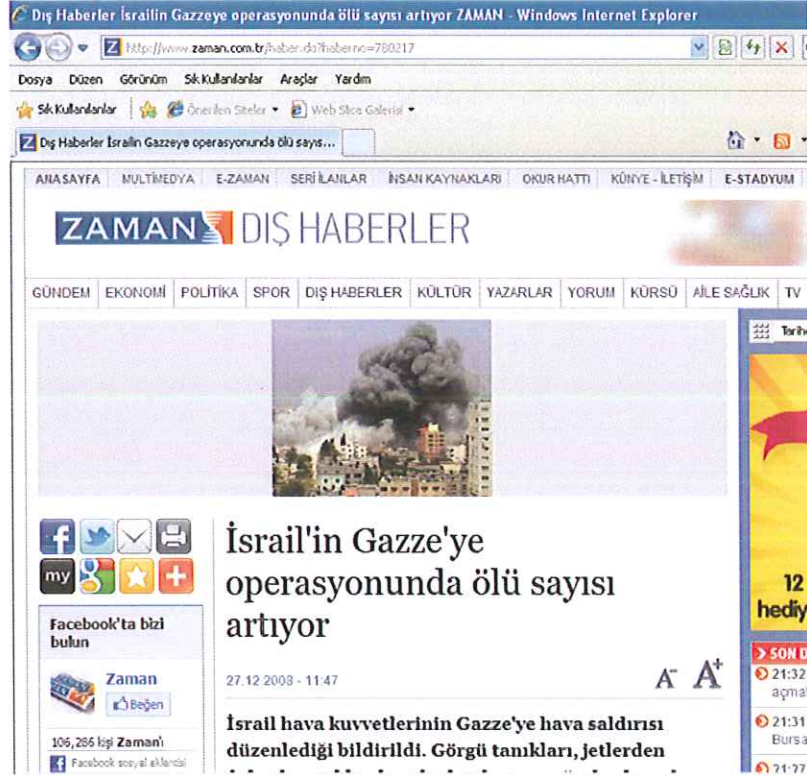 Dış Haberler İsrailin Gazzeye operasyonunda ölü sayısı artıyor ZAMAN - Windows Internet Explorer
http://www.zaman.com.tr/haber.do?haberno=780217
Dosya Düzen Görünüm Sık Kullanılanlar Araçlar Yardım
Sık Kullanılanlar Önerilen Siteler Web Slice Galerisi
Dış Haberler İsrailin Gazzeye operasyonunda ölü sayıs...
ANASAYFA MULTİMEDYA E-ZAMAN SERİ İLANLAR İNSAN KAYNAKLARI OKUR HATTI KÜNYE - İLETİŞİM E-STADYUM
ZAMAN DIŞ HABERLER
GÜNDEM EKONOMİ POLİTİKA SPOR DIŞ HABERLER KÜLTÜR YAZARLAR YORUM KÜRSÜ AİLE SAĞLIK TV
my
İsrail'in Gazze'ye
operasyonunda ölü sayısı
artıyor
27.12.2008 - 11:47
A- A+
İsrail hava kuvvetlerinin Gazze'ye hava saldırısı
düzenlediği bildirildi. Görgü tanıkları, jetlerden
Facebook'ta bizi
bulun
Zaman
Beğen
106,286 kişi Zaman'ı
Facebook sosyal eklentisi
12
hediy
SON D
21:32
açma
21:31
Bursa
21:27